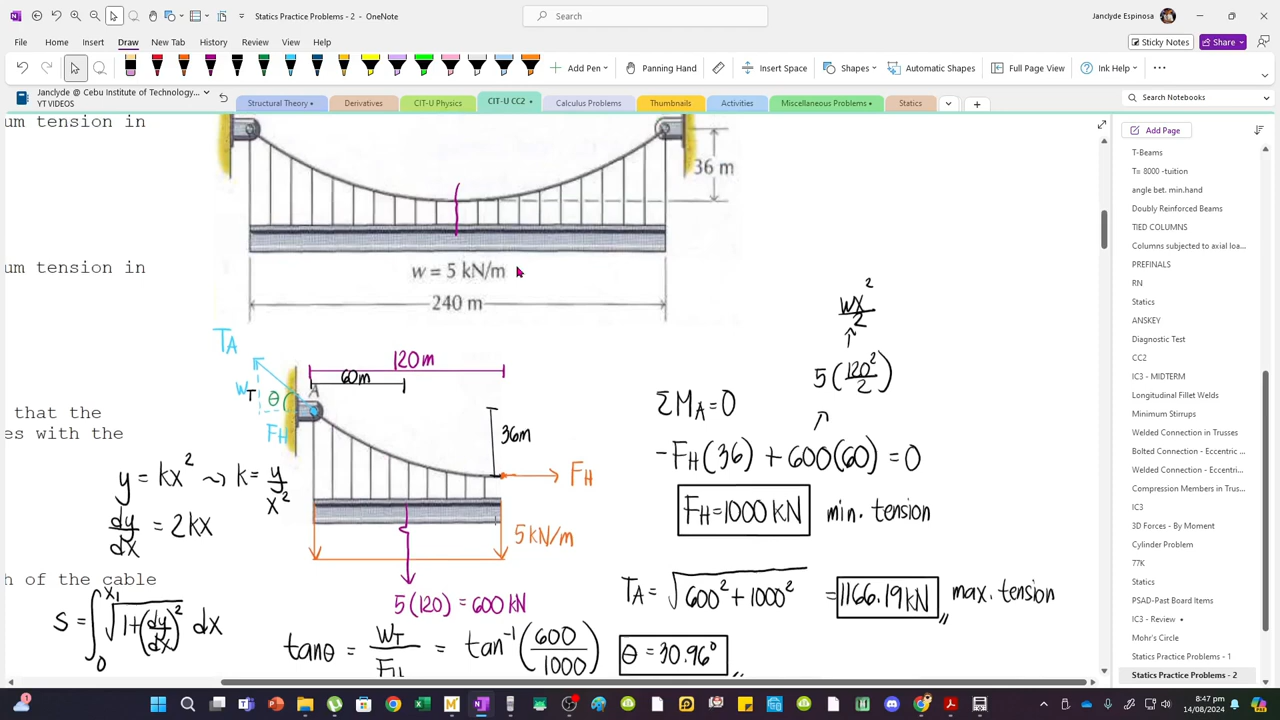 Statics Practice Problems - 2 - OneNote
Search
Janclyde Espinosa
File Home Insert Draw New Tab History Review View Help
Sticky Notes
Share
Add Pen
Panning Hand
Insert Space
Shapes
Automatic Shapes
Full Page View
Ink Help
Janclyde @ Cebu Institute of Technology...
YT VIDEOS
Structural Theory
Derivatives
CIT-U Physics
CIT-U CC2
Calculus Problems
Thumbnails
Activities
Miscellaneous Problems
Statics
Search Notebooks
Add Page
um tension in
36 m
um tension in
w = 5 kN/m
240 m
that the
es with the
y = kx² ~> k = y/x²
dy/dx = 2kx
h of the cable
S = ∫₀^x₁ √1+(dy/dx)² dx
TA
120m
60m
A
WT
θ
FH
36m
FH
5 kN/m
5(120) = 600 KN
wx²/2
↑
5(120²/2)
ΣMA = 0
-FH(36) + 600(60) = 0
FH = 1000 KN min. tension
TA = √600² + 1000² = 1166.19 KN max. tension
tanθ = WT/FH = tan⁻¹(600/1000) θ = 30.96°
T-Beams
T= 8000 -tuition
angle bet. min.hand
Doubly Reinforced Beams
TIED COLUMNS
Columns subjected to axial loa...
PREFINALS
RN
Statics
ANSKEY
Diagnostic Test
CC2
IC3 - MIDTERM
Longitudinal Fillet Welds
Minimum Stirrups
Welded Connection in Trusses
Bolted Connection - Eccentric...
Welded Connection - Eccentri...
Compression Members in Trus...
IC3
3D Forces - By Moment
Cylinder Problem
77K
Statics
PSAD-Past Board Items
IC3 - Review
Mohr's Circle
Statics Practice Problems - 1
Statics Practice Problems - 2
8:47 pm
14/08/2024